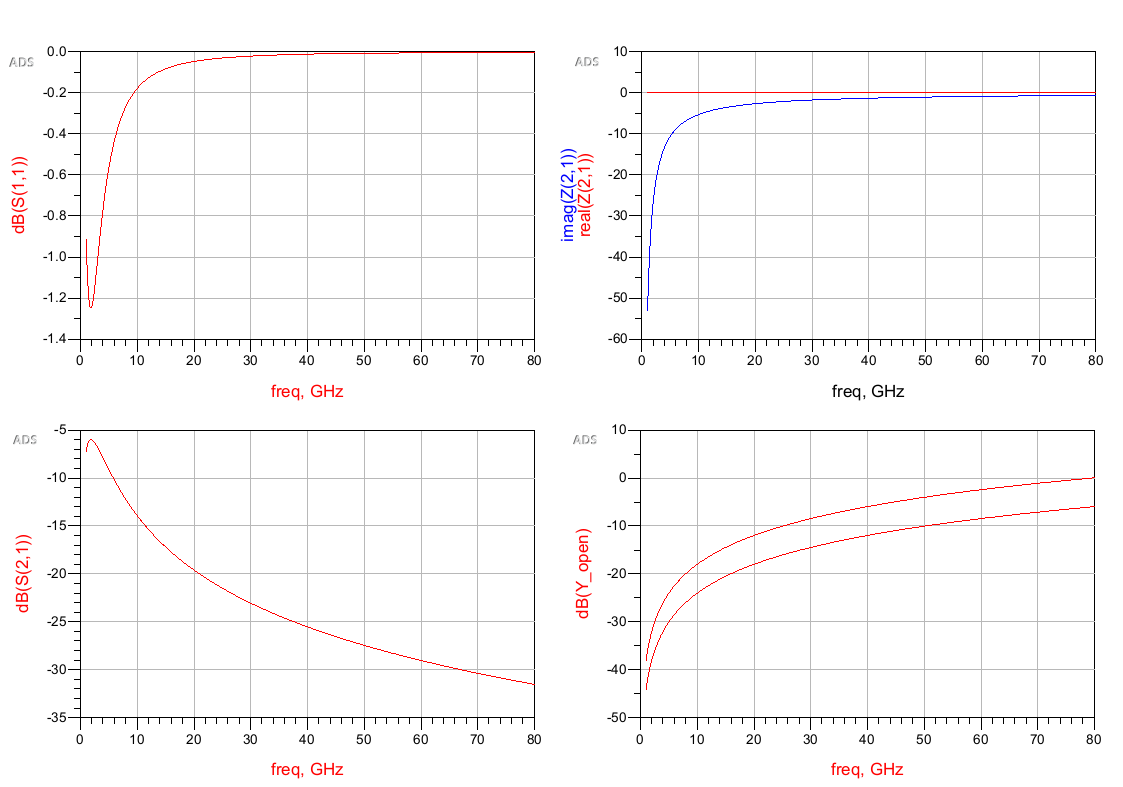 ADS
dB(S(1,1))
0.0
-0.2
-0.4
-0.6
-0.8
-1.0
-1.2
-1.4
0 10 20 30 40 50 60 70 80
freq, GHz
ADS
imag(Z(2,1))
real(Z(2,1))
10
0
-10
-20
-30
-40
-50
-60
0 10 20 30 40 50 60 70 80
freq, GHz
ADS
dB(S(2,1))
-5
-10
-15
-20
-25
-30
-35
0 10 20 30 40 50 60 70 80
freq, GHz
ADS
dB(Y_open)
10
0
-10
-20
-30
-40
-50
0 10 20 30 40 50 60 70 80
freq, GHz